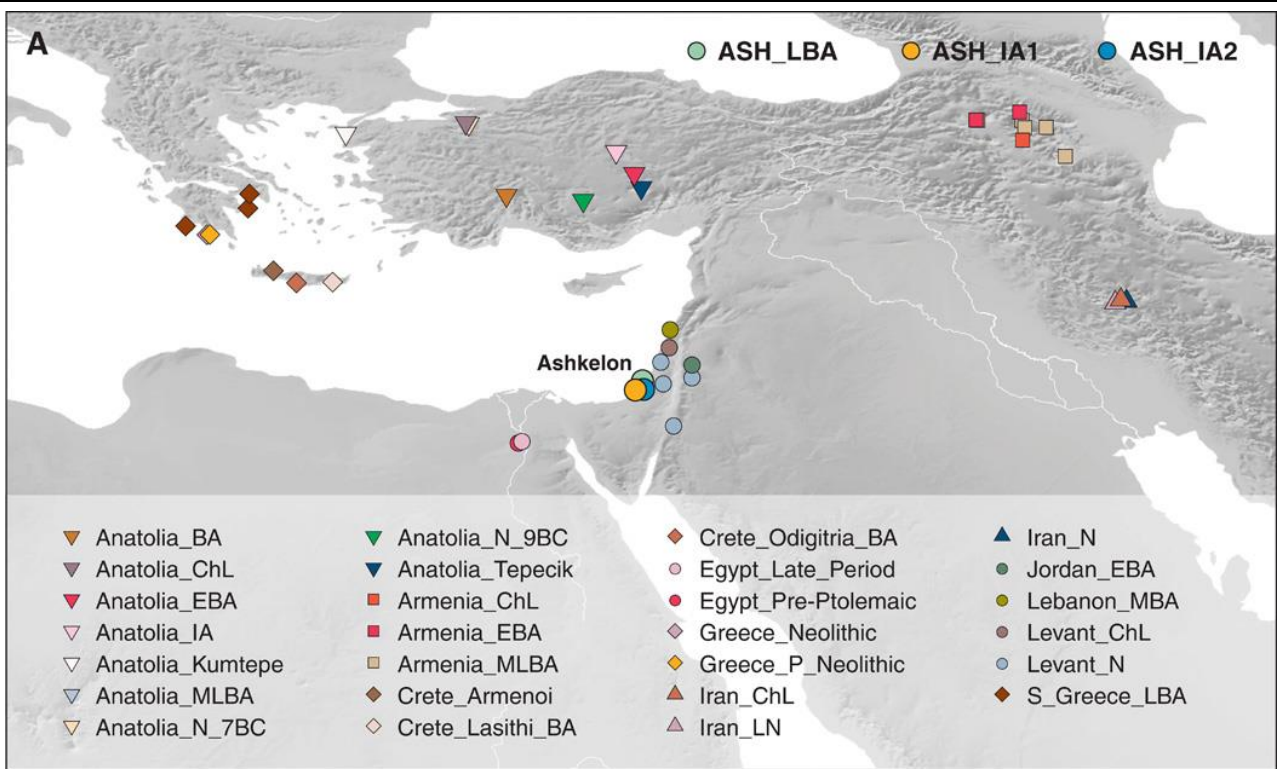 A
ASH_LBA ASH_IA1 ASH_IA2
Ashkelon
Anatolia_BA
Anatolia_ChL
Anatolia_EBA
Anatolia_IA
Anatolia_Kumtepe
Anatolia_MLBA
Anatolia_N_7BC
Anatolia_N_9BC
Anatolia_Tepecik
Armenia_ChL
Armenia_EBA
Armenia_MLBA
Crete_Armenoi
Crete_Lasithi_BA
Crete_Odigitria_BA
Egypt_Late_Period
Egypt_Pre-Ptolemaic
Greece_Neolithic
Greece_P_Neolithic
Iran_ChL
Iran_LN
Iran_N
Jordan_EBA
Lebanon_MBA
Levant_ChL
Levant_N
S_Greece_LBA